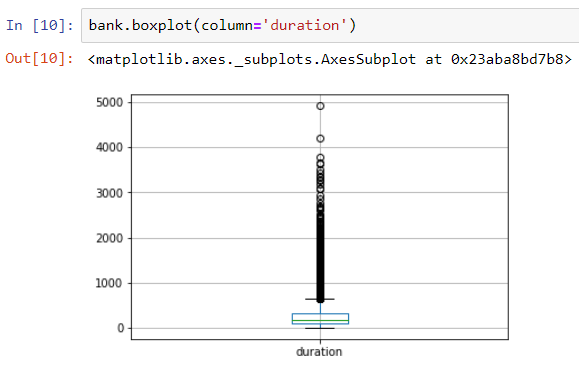 In [10]: bank.boxplot(column='duration')
Out[10]: <matplotlib.axes._subplots.AxesSubplot at 0x23aba8bd7b8>
5000
4000
3000
2000
1000
0
duration